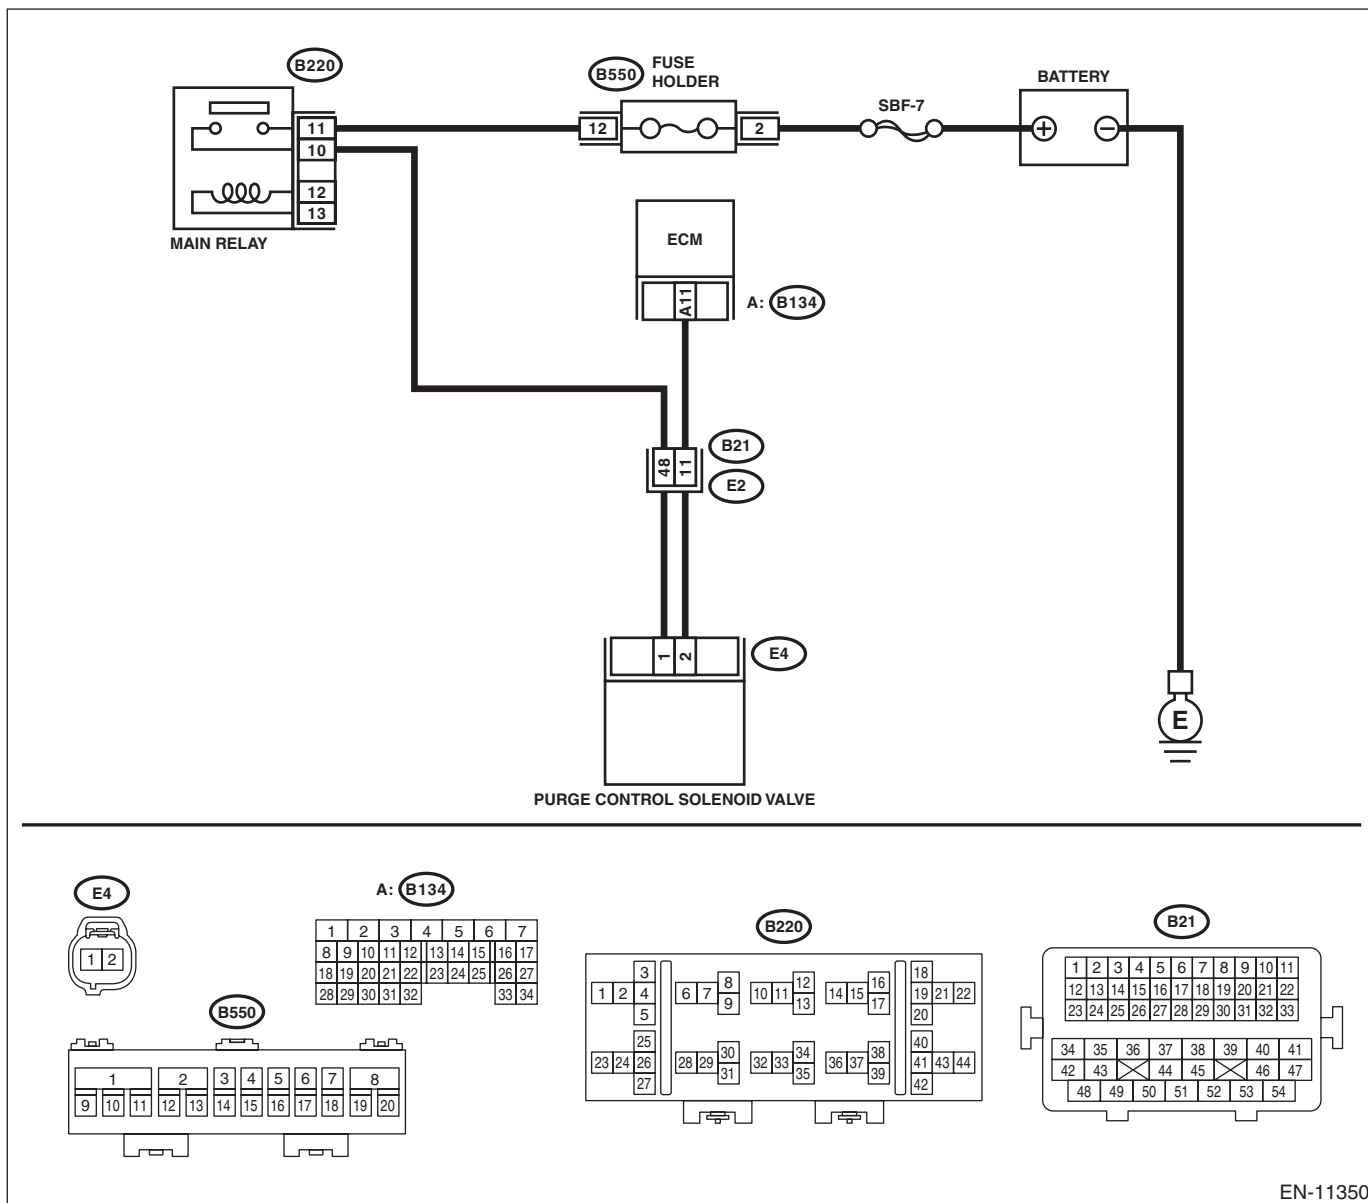 B220
B550
FUSE
HOLDER
BATTERY
SBF-7
11
12
2
10
12
13
MAIN RELAY
ECM
A11
A: B134
B21
48 11
E2
1 2
E4
E
PURGE CONTROL SOLENOID VALVE
E4
1 2
A: B134
1 2 3 4 5 6 7
8 9 10 11 12 13 14 15 16 17
18 19 20 21 22 23 24 25 26 27
28 29 30 31 32 33 34
B550
1 2 3 4 5 6 7 8
9 10 11 12 13 14 15 16 17 18 19 20
B220
3 8 12 16 18
1 2 4 6 7 10 11 14 15 19 21 22
5 9 13 17 20
25 30 34 38 40
23 24 26 28 29 32 33 36 37 41 43 44
27 31 35 39 42
B21
1 2 3 4 5 6 7 8 9 10 11
12 13 14 15 16 17 18 19 20 21 22
23 24 25 26 27 28 29 30 31 32 33
34 35 36 37 38 39 40 41
42 43 44 45 46 47
48 49 50 51 52 53 54
EN-11350